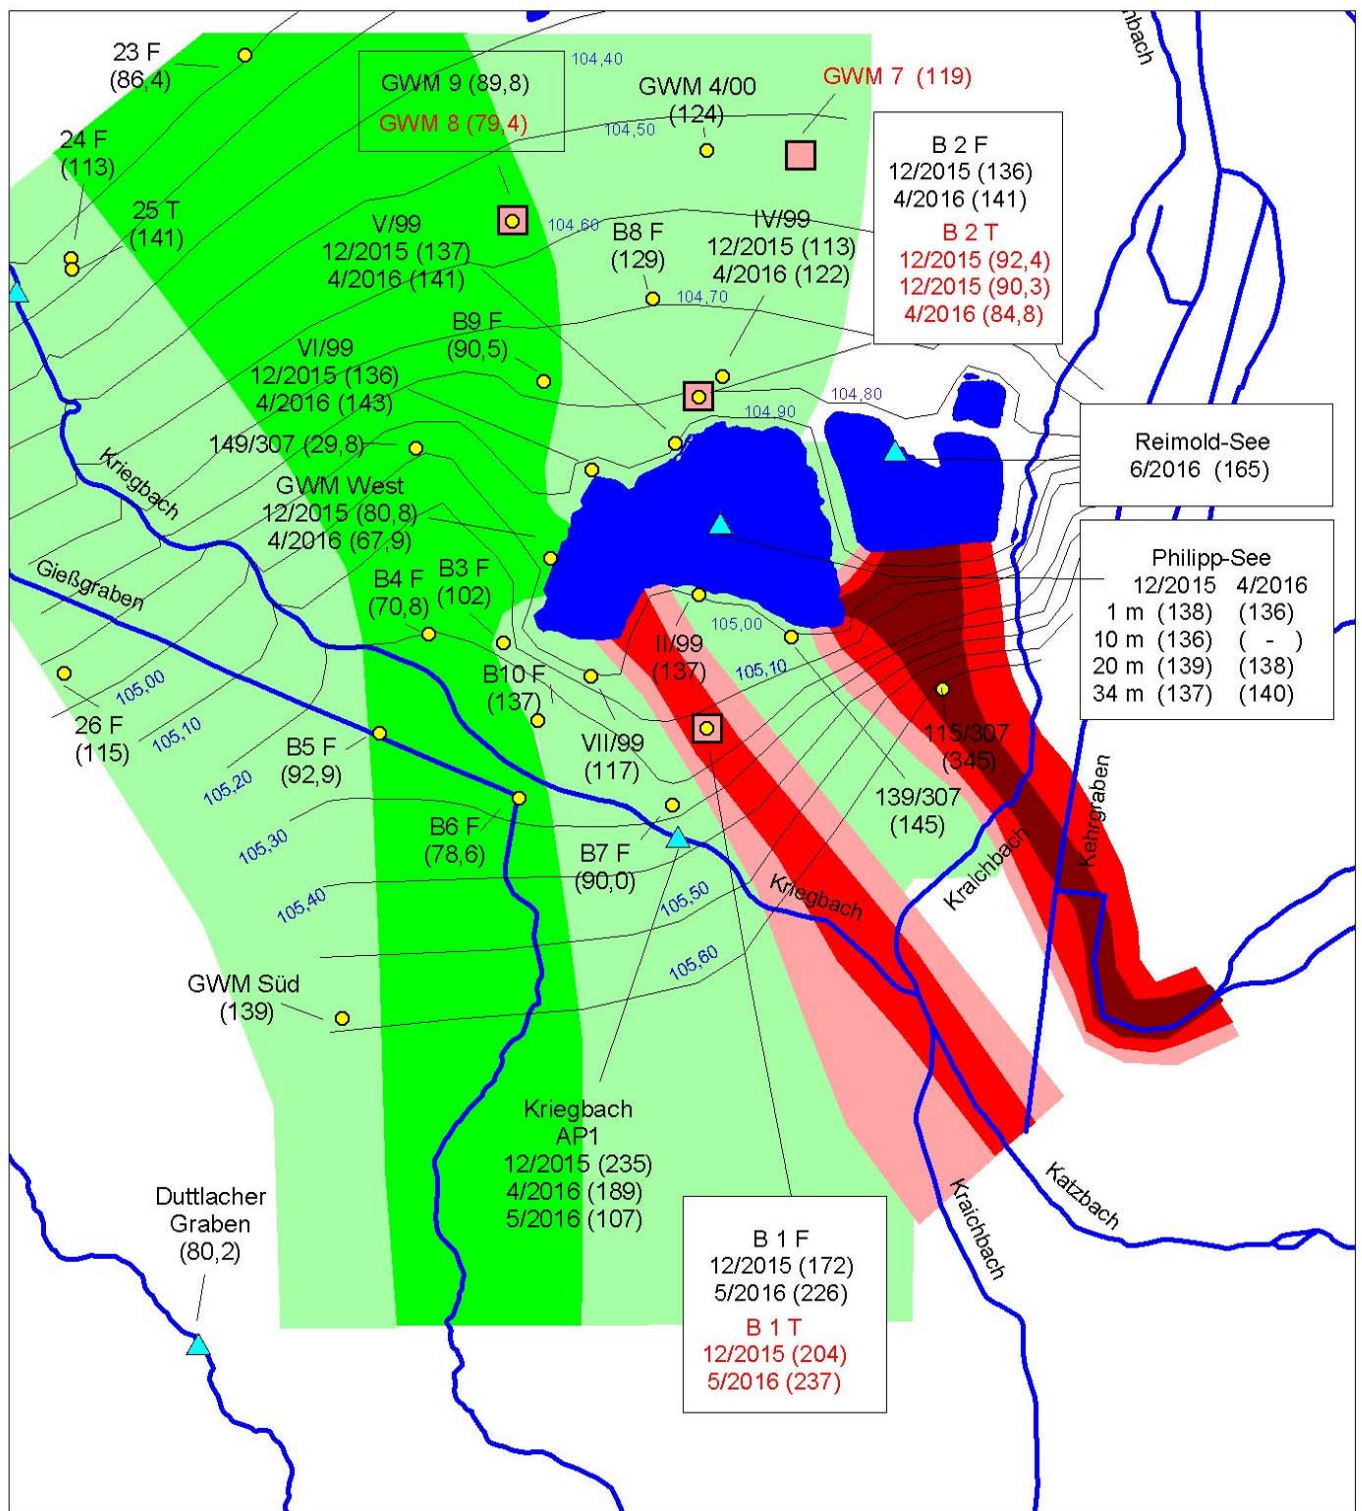 23 F
(86,4)
GWM 9 (89,8)
GWM 8 (79,4)
104,40
GWM 4/00
(124)
GWM 7 (119)
nbach
24 F
(113)
104,50
B 2 F
12/2015 (136)
4/2016 (141)
B 2 T
12/2015 (92,4)
12/2015 (90,3)
4/2016 (84,8)
25 T
(141)
V/99
12/2015 (137)
4/2016 (141)
104,60
B8 F
(129)
IV/99
12/2015 (113)
4/2016 (122)
104,70
B9 F
(90,5)
VI/99
12/2015 (136)
4/2016 (143)
104,80
104,90
149/307 (29,8)
Reimold-See
6/2016 (165)
Kriegbach
GWM West
12/2015 (80,8)
4/2016 (67,9)
Philipp-See
12/2015 4/2016
1 m (138) (136)
10 m (136) ( - )
20 m (139) (138)
34 m (137) (140)
Gießgraben
B4 F
(70,8)
B3 F
(102)
105,00
II/99
(137)
105,10
B10 F
(137)
105,00
26 F
(115)
105,10
B5 F
(92,9)
VII/99
(117)
115/307
(345)
105,20
139/307
(145)
Kehrgraben
105,30
B6 F
(78,6)
B7 F
(90,0)
Kriegbach
Kraichbach
105,40
105,50
105,60
GWM Süd
(139)
Kriegbach
AP1
12/2015 (235)
4/2016 (189)
5/2016 (107)
Duttlacher
Graben
(80,2)
Kraichbach
Katzbach
B 1 F
12/2015 (172)
5/2016 (226)
B 1 T
12/2015 (204)
5/2016 (237)